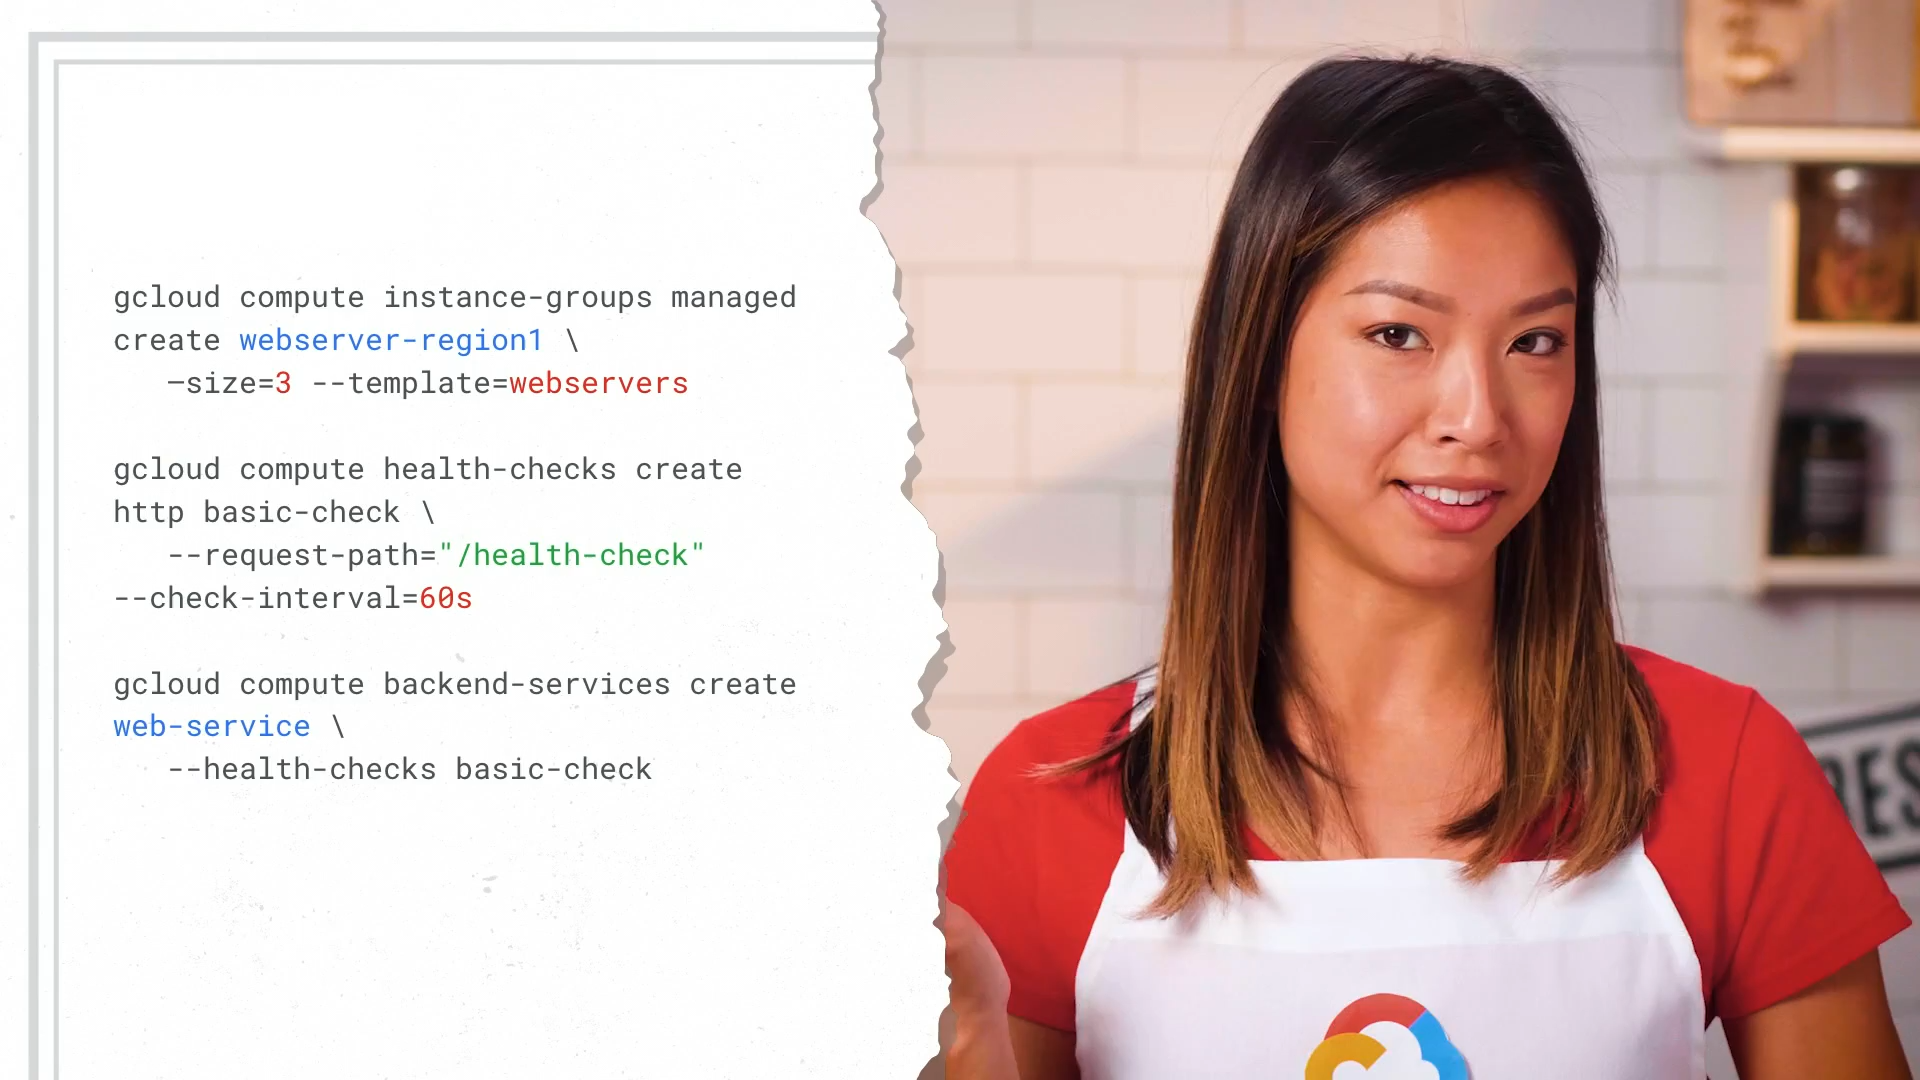 gcloud compute instance-groups managed
create webserver-region1 \
—size=3 --template=webservers
gcloud compute health-checks create
http basic-check \
--request-path="/health-check"
--check-interval=60s
gcloud compute backend-services create
web-service \
--health-checks basic-check